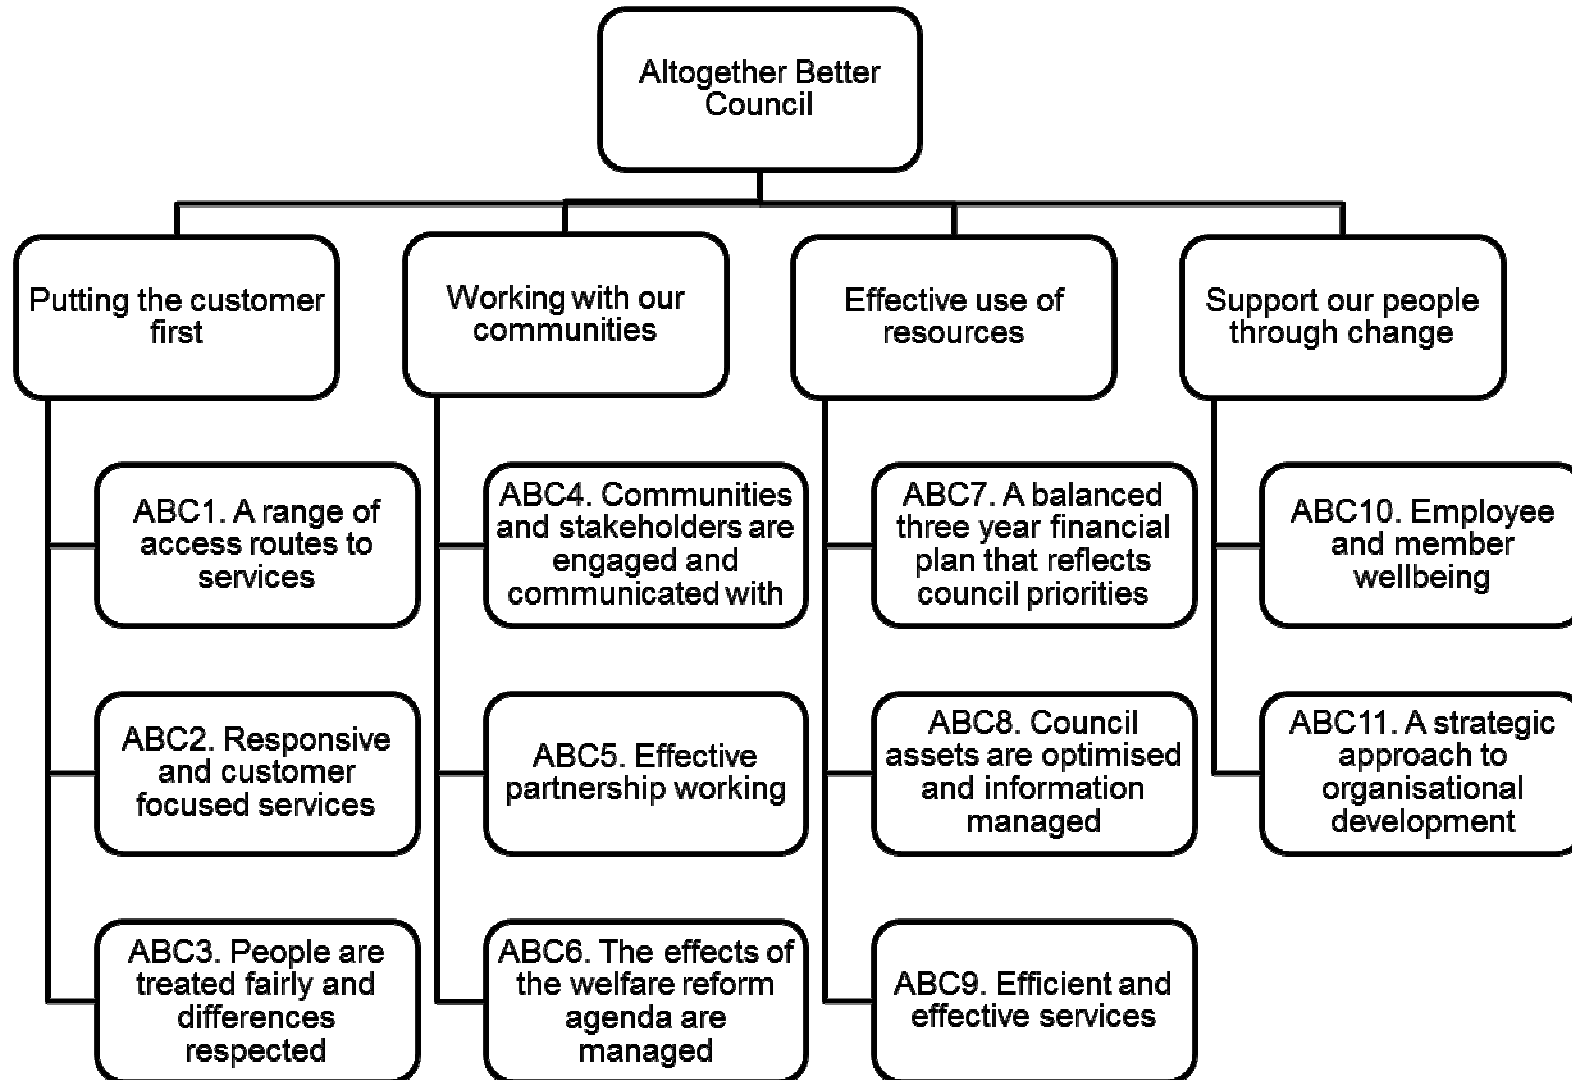 Altogether Better
Council
Putting the customer
first
Working with our
communities
Effective use of
resources
Support our people
through change
ABC1. A range of
access routes to
services
ABC4. Communities
and stakeholders are
engaged and
communicated with
ABC7. A balanced
three year financial
plan that reflects
council priorities
ABC10. Employee
and member
wellbeing
ABC2. Responsive
and customer
focused services
ABC5. Effective
partnership working
ABC8. Council
assets are optimised
and information
managed
ABC11. A strategic
approach to
organisational
development
ABC3. People are
treated fairly and
differences
respected
ABC6. The effects of
the welfare reform
agenda are
managed
ABC9. Efficient and
effective services